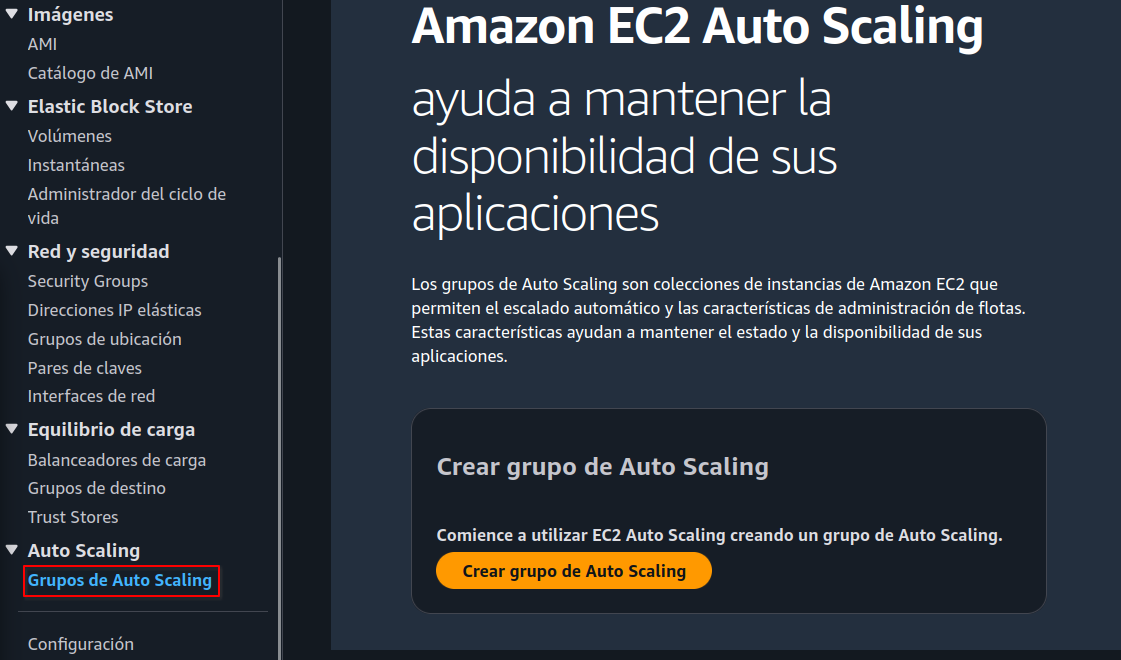 Imágenes
AMI
Catálogo de AMI
Elastic Block Store
Volúmenes
Instantáneas
Administrador del ciclo de
vida
Red y seguridad
Security Groups
Direcciones IP elásticas
Grupos de ubicación
Pares de claves
Interfaces de red
Equilibrio de carga
Balanceadores de carga
Grupos de destino
Trust Stores
Auto Scaling
Grupos de Auto Scaling
Configuración
Amazon EC2 Auto Scaling
ayuda a mantener la
disponibilidad de sus
aplicaciones
Los grupos de Auto Scaling son colecciones de instancias de Amazon EC2 que
permiten el escalado automático y las características de administración de flotas.
Estas características ayudan a mantener el estado y la disponibilidad de sus
aplicaciones.
Crear grupo de Auto Scaling
Comience a utilizar EC2 Auto Scaling creando un grupo de Auto Scaling.
Crear grupo de Auto Scaling